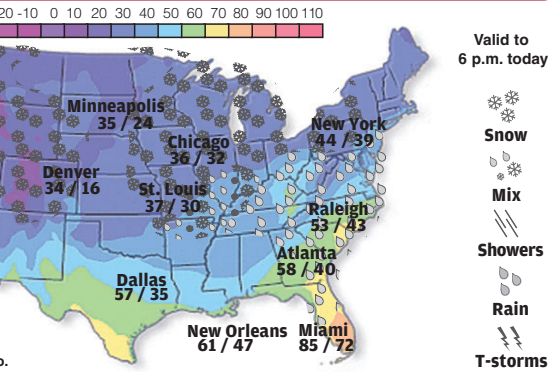 20 -10 0 10 20 30 40 50 60 70 80 90 100 110
Valid to
6 p.m. today
Snow
Mix
Showers
Rain
T-storms
Minneapolis
35 / 24
New York
44 / 39
Chicago
36 / 32
Denver
34 / 16
St. Louis
37 / 30
Raleigh
53 / 43
Atlanta
58 / 40
Dallas
57 / 35
New Orleans
61 / 47
Miami
85 / 72